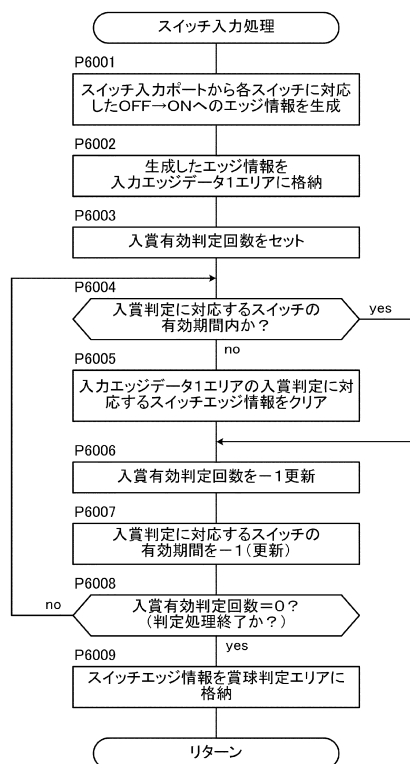 スイッチ入力処理
P6001
スイッチ入力ポートから各スイッチに対応
したOFF→ONへのエッジ情報を生成
P6002
生成したエッジ情報を
入力エッジデータ1エリアに格納
P6003
入賞有効判定回数をセット
P6004
入賞判定に対応するスイッチの
有効期間内か?
yes
no
P6005
入力エッジデータ1エリアの入賞判定に対
応するスイッチエッジ情報をクリア
P6006
入賞有効判定回数を-1更新
P6007
入賞判定に対応するスイッチの
有効期間を-1(更新)
P6008
no
入賞有効判定回数=0?
(判定処理終了か?)
yes
P6009
スイッチエッジ情報を賞球判定エリアに
格納
リターン